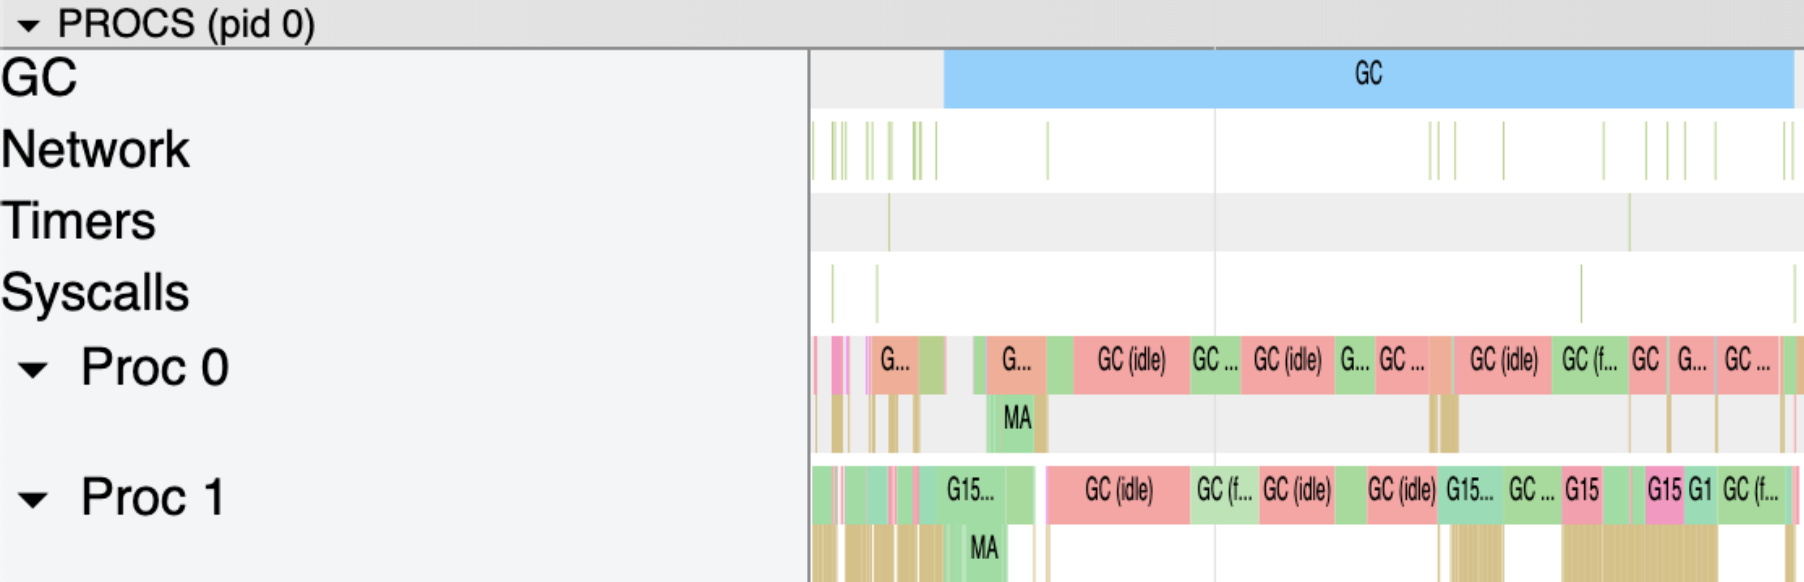 PROCS (pid 0)
GC GC
Network
Timers
Syscalls
Proc 0 G... G... GC (idle) GC ... GC (idle) G... GC ... GC (idle) GC (f... GC G... GC ...
MA
Proc 1 G15... GC (idle) GC (f... GC (idle) GC (idle) G15... GC ... G15 G15 G1 GC (f...
MA